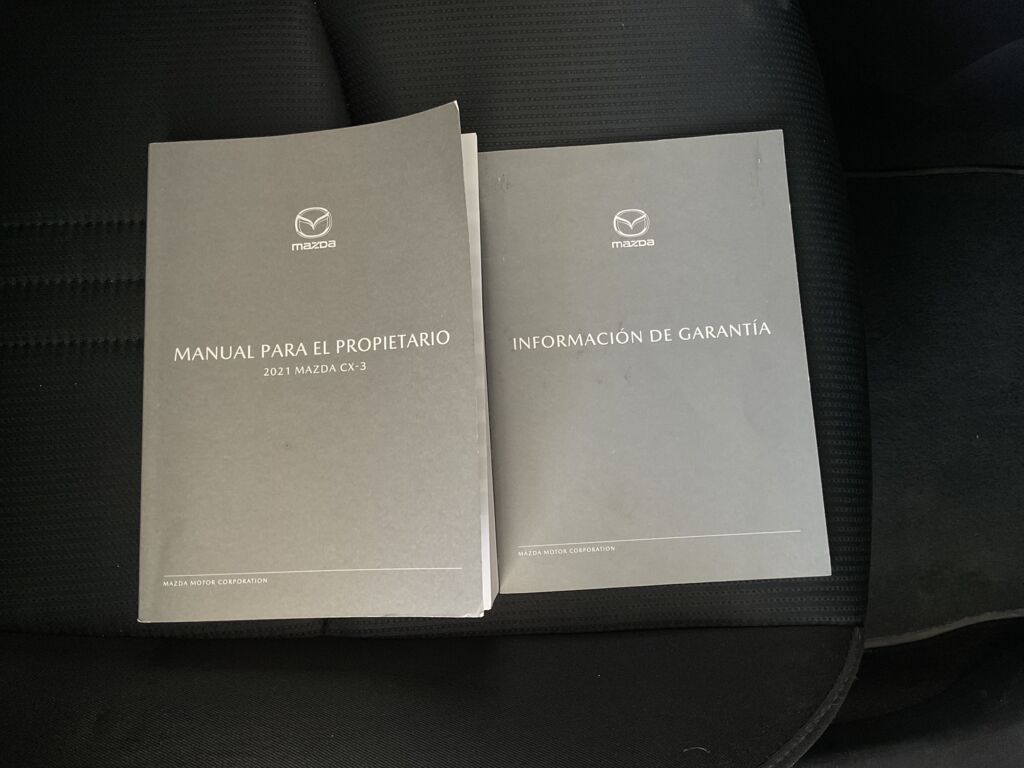 mazda
MANUAL PARA EL PROPIETARIO
2021 MAZDA CX-3
MAZDA MOTOR CORPORATION
mazda
INFORMACIÓN DE GARANTÍA
MAZDA MOTOR CORPORATION